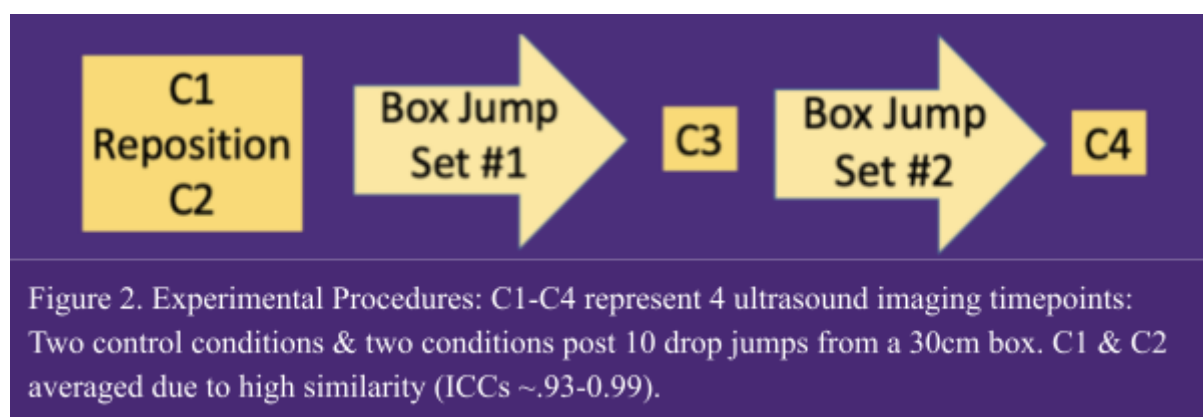 C1
Reposition
C2
Box Jump
Set #1
C3
Box Jump
Set #2
C4
Figure 2. Experimental Procedures: C1-C4 represent 4 ultrasound imaging timepoints:
Two control conditions & two conditions post 10 drop jumps from a 30cm box. C1 & C2
averaged due to high similarity (ICCs ~.93-0.99).